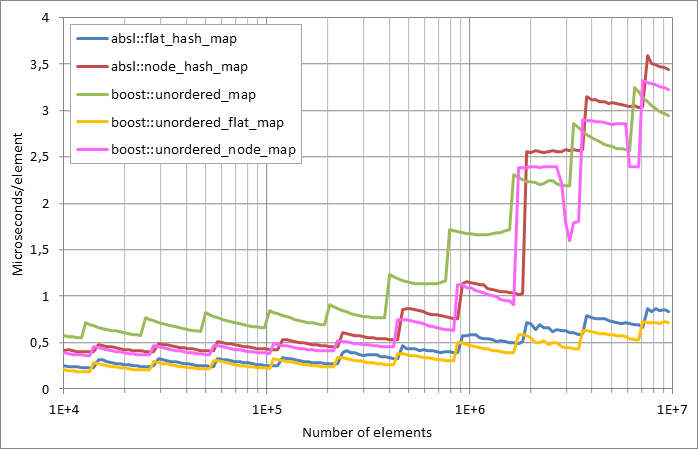 4
3,5
3
2,5
2
1,5
1
0,5
0
Microseconds/element
absl::flat_hash_map
absl::node_hash_map
boost::unordered_map
boost::unordered_flat_map
boost::unordered_node_map
1E+4
1E+5
1E+6
1E+7
Number of elements